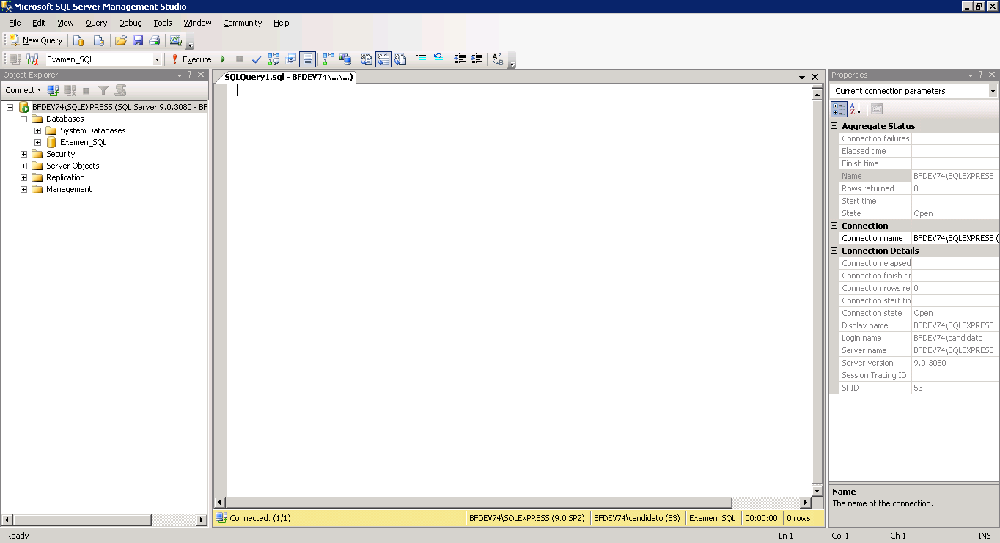 Microsoft SQL Server Management Studio
File Edit View Query Debug Tools Window Community Help
New Query
Examen_SQL Execute
Object Explorer
Connect
BFDEV74\SQLEXPRESS (SQL Server 9.0.3080 - BF
Databases
System Databases
Examen_SQL
Security
Server Objects
Replication
Management
SQLQuery1.sql - BFDEV74\...\...)
Connected. (1/1) BFDEV74\SQLEXPRESS (9.0 SP2) BFDEV74\candidato (53) Examen_SQL 00:00:00 0 rows
Properties
Current connection parameters
Aggregate Status
Connection failures
Elapsed time
Finish time
Name BFDEV74\SQLEXPRESS
Rows returned 0
Start time
State Open
Connection
Connection name BFDEV74\SQLEXPRESS (
Connection Details
Connection elapsed
Connection finish tir
Connection rows re 0
Connection start tin
Connection state Open
Display name BFDEV74\SQLEXPRESS
Login name BFDEV74\candidato
Server name BFDEV74\SQLEXPRESS
Server version 9.0.3080
Session Tracing ID
SPID 53
Name
The name of the connection.
Ready Ln 1 Col 1 Ch 1 INS